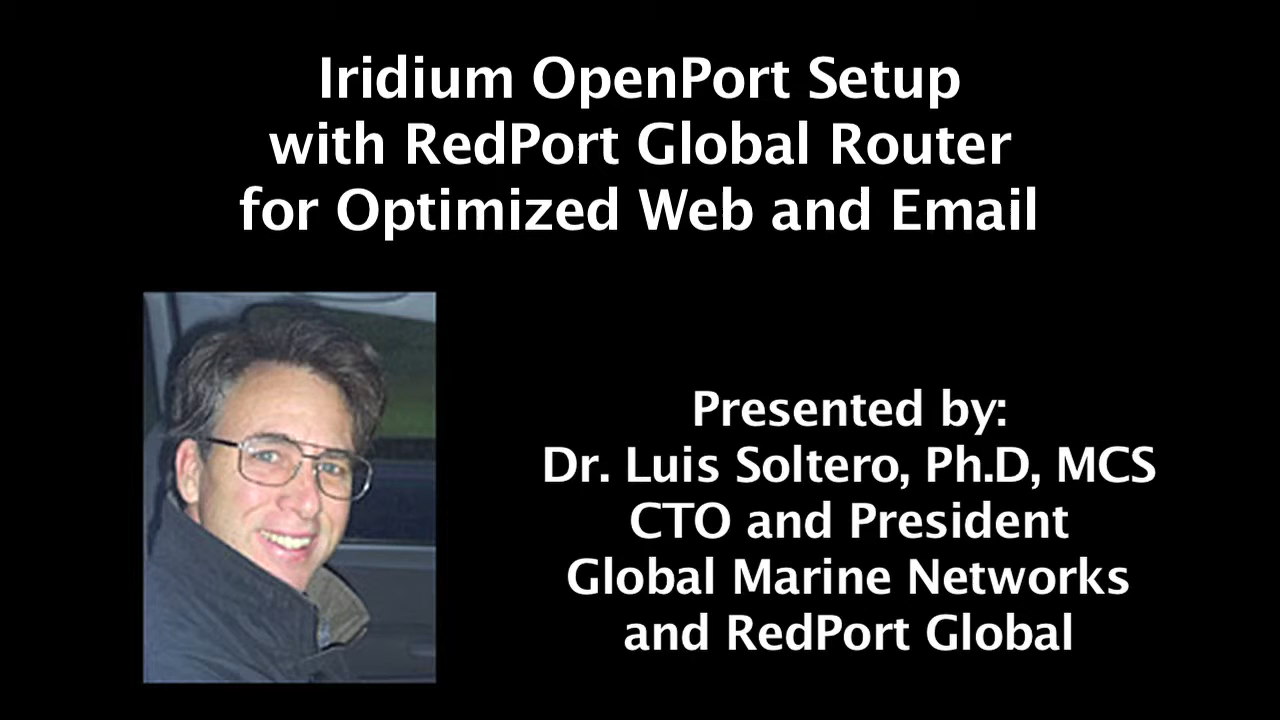 Iridium OpenPort Setup
with RedPort Global Router
for Optimized Web and Email
Presented by:
Dr. Luis Soltero, Ph.D, MCS
CTO and President
Global Marine Networks
and RedPort Global